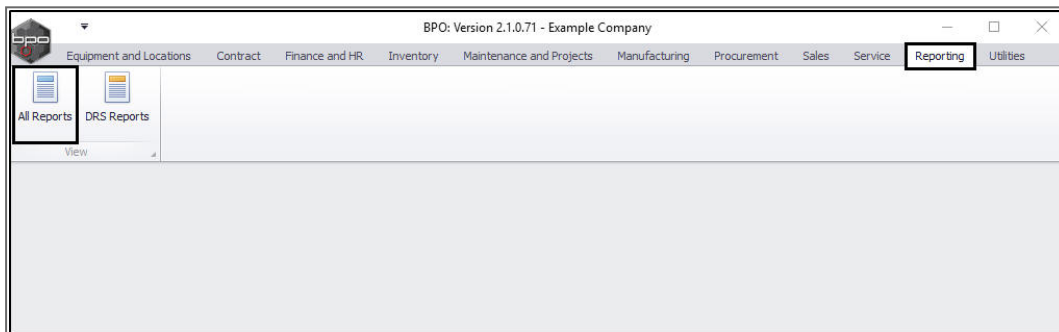 BPO: Version 2.1.0.71 - Example Company
bpo
Equipment and Locations Contract Finance and HR Inventory Maintenance and Projects Manufacturing Procurement Sales Service Reporting Utilities
All Reports DRS Reports
View